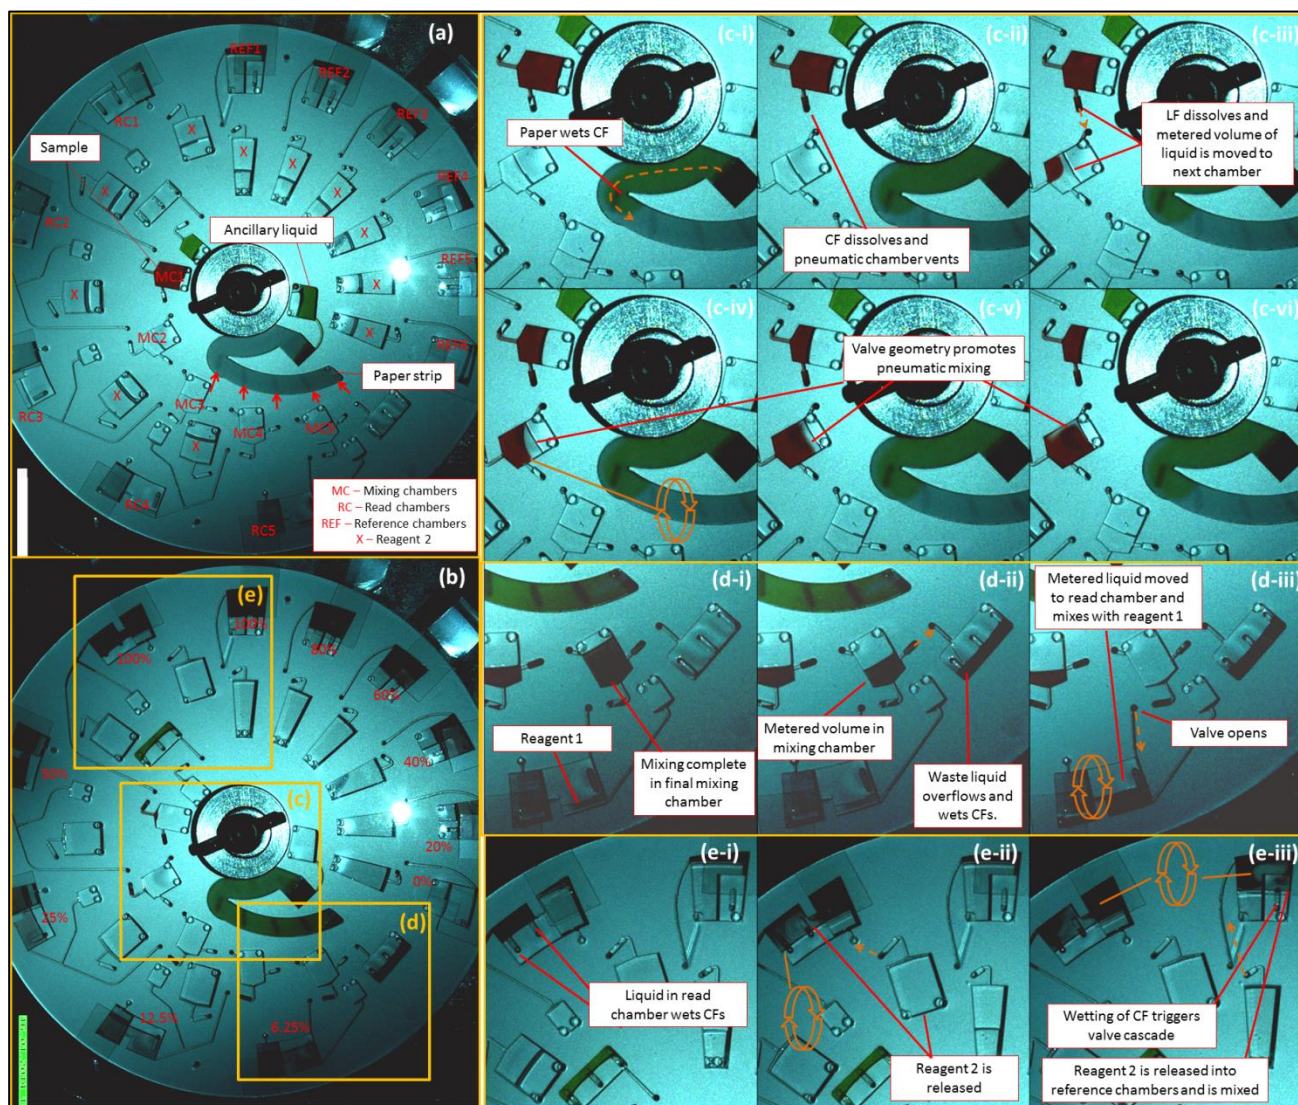 (a)
REF1
REF2
REF3
REF4
REF5
REF6
RC1
RC2
RC3
RC4
RC5
Sample
Ancillary liquid
Paper strip
MC1
MC2
MC3
MC4
MC5
X
X
X
X
X
X
X
X
X
X
X
MC – Mixing chambers
RC – Read chambers
REF – Reference chambers
X – Reagent 2
(b)
(e)
(c)
(d)
100%
100%
80%
60%
40%
20%
0%
50%
25%
12.5%
6.25%
(c-i)
Paper wets CF
(c-ii)
CF dissolves and
pneumatic chamber vents
(c-iii)
LF dissolves and
metered volume of
liquid is moved to
next chamber
(c-iv)
(c-v)
Valve geometry promotes
pneumatic mixing
(c-vi)
(d-i)
Reagent 1
Mixing complete
in final mixing
chamber
(d-ii)
Metered volume in
mixing chamber
Waste liquid
overflows and
wets CFs.
(d-iii)
Metered liquid moved
to read chamber and
mixes with reagent 1
Valve opens
(e-i)
Liquid in read
chamber wets CFs
(e-ii)
Reagent 2 is
released
(e-iii)
Wetting of CF triggers
valve cascade
Reagent 2 is released into
reference chambers and is mixed